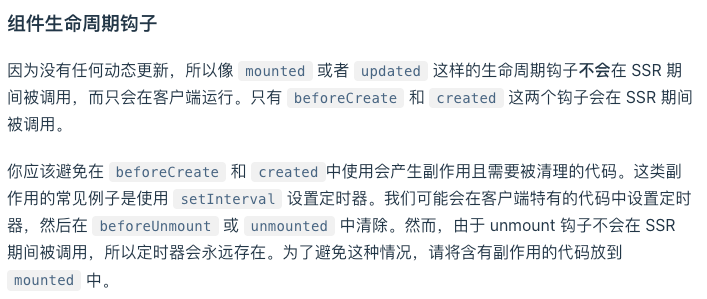 组件生命周期钩子
因为没有任何动态更新，所以像 mounted 或者 updated 这样的生命周期钩子不会在 SSR 期
间被调用，而只会在客户端运行。只有 beforeCreate 和 created 这两个钩子会在 SSR 期间
被调用。
你应该避免在 beforeCreate 和 created中使用会产生副作用且需要被清理的代码。这类副
作用的常见例子是使用 setInterval 设置定时器。我们可能会在客户端特有的代码中设置定时
器，然后在 beforeUnmount 或 unmounted 中清除。然而，由于 unmount 钩子不会在 SSR
期间被调用，所以定时器会永远存在。为了避免这种情况，请将含有副作用的代码放到
mounted 中。